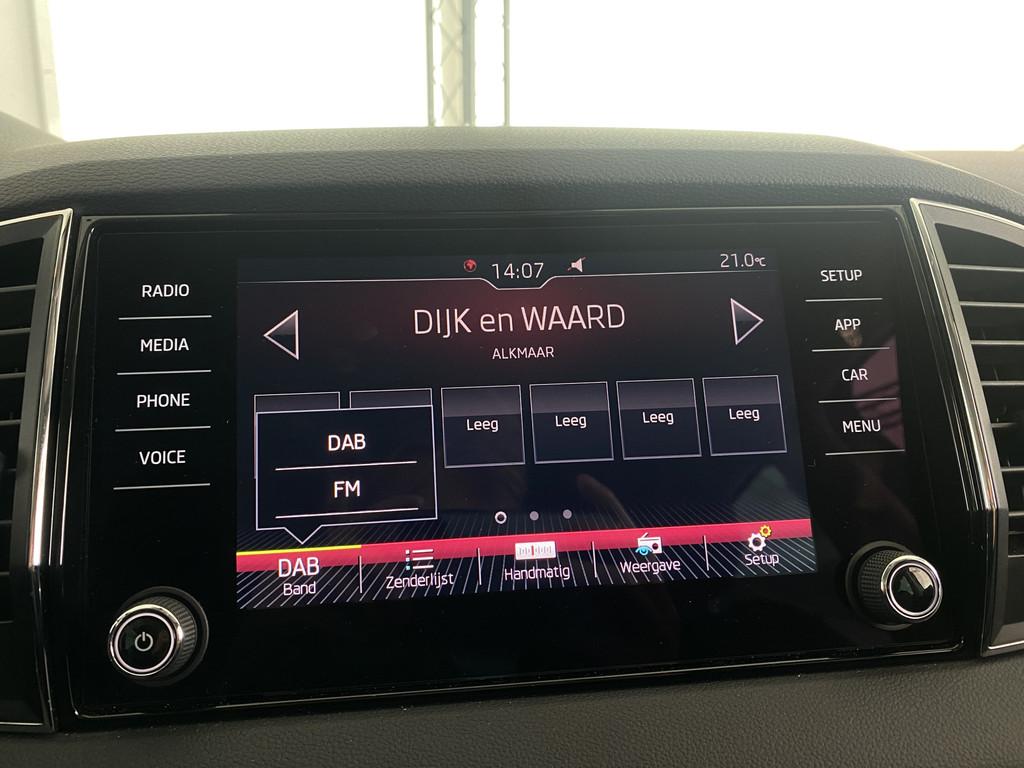 14:07
21.0°C
DIJK en WAARD
ALKMAAR
RADIO
MEDIA
PHONE
VOICE
DAB
FM
Leeg
Leeg
Leeg
Leeg
DAB
Band
Zenderlijst
Handmatig
Weergave
Setup
SETUP
APP
CAR
MENU